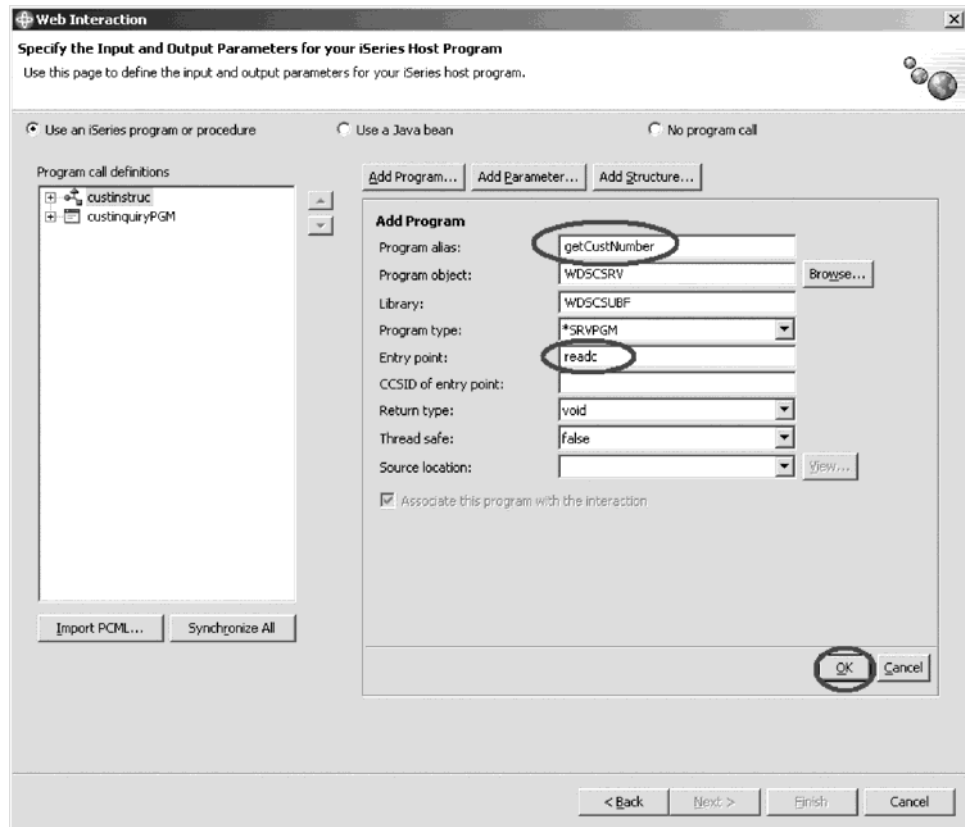 Web Interaction
Specify the Input and Output Parameters for your iSeries Host Program
Use this page to define the input and output parameters for your iSeries host program.
Use an iSeries program or procedure
Use a Java bean
No program call
Program call definitions
custinstruc
custinquiryPGM
Import PCML...
Synchronize All
Add Program...
Add Parameter...
Add Structure...
Add Program
Program alias: getCustNumber
Program object: WDSCSRV Browse...
Library: WDSCSUBF
Program type: *SRVPGM
Entry point: readc
CCSID of entry point:
Return type: void
Thread safe: false
Source location: View...
Associate this program with the interaction
OK Cancel
< Back Next > Finish Cancel